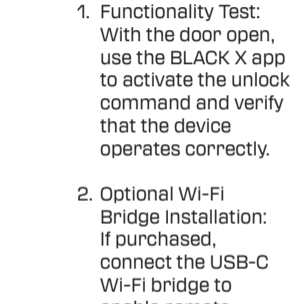 1. Functionality Test:
With the door open,
use the BLACK X app
to activate the unlock
command and verify
that the device
operates correctly.
2. Optional Wi-Fi
Bridge Installation:
If purchased,
connect the USB-C
Wi-Fi bridge to